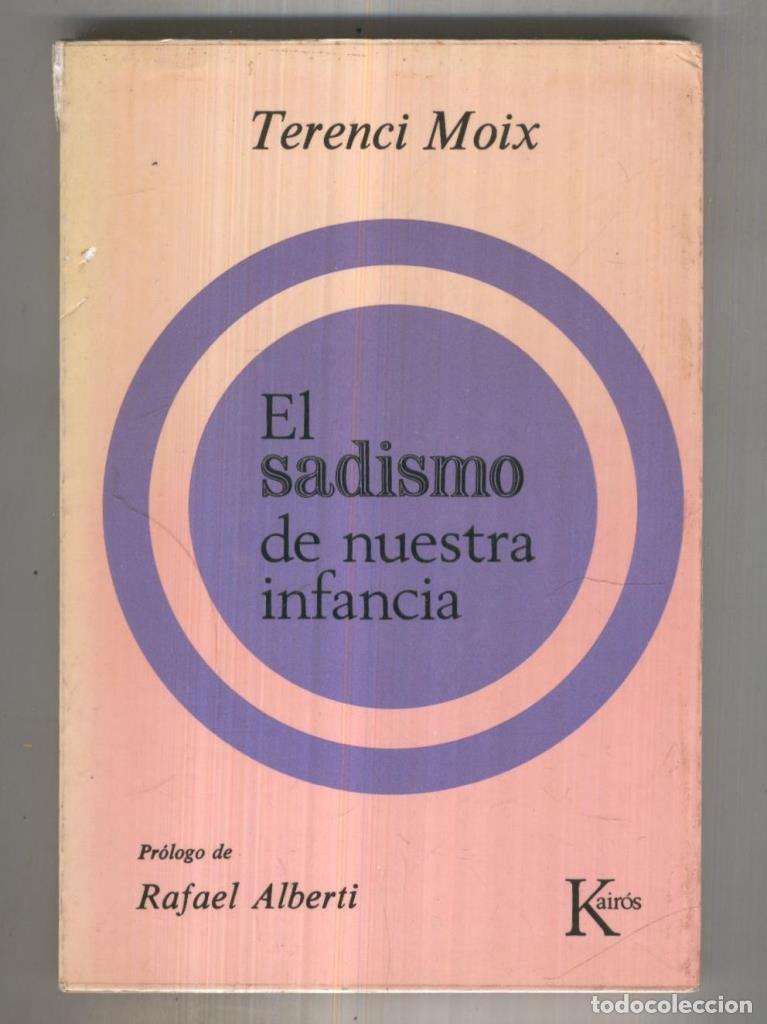 Terenci Moix
El
sadismo
de nuestra
infancia
Prólogo de
Rafael Alberti
Kairós
todocoleccion